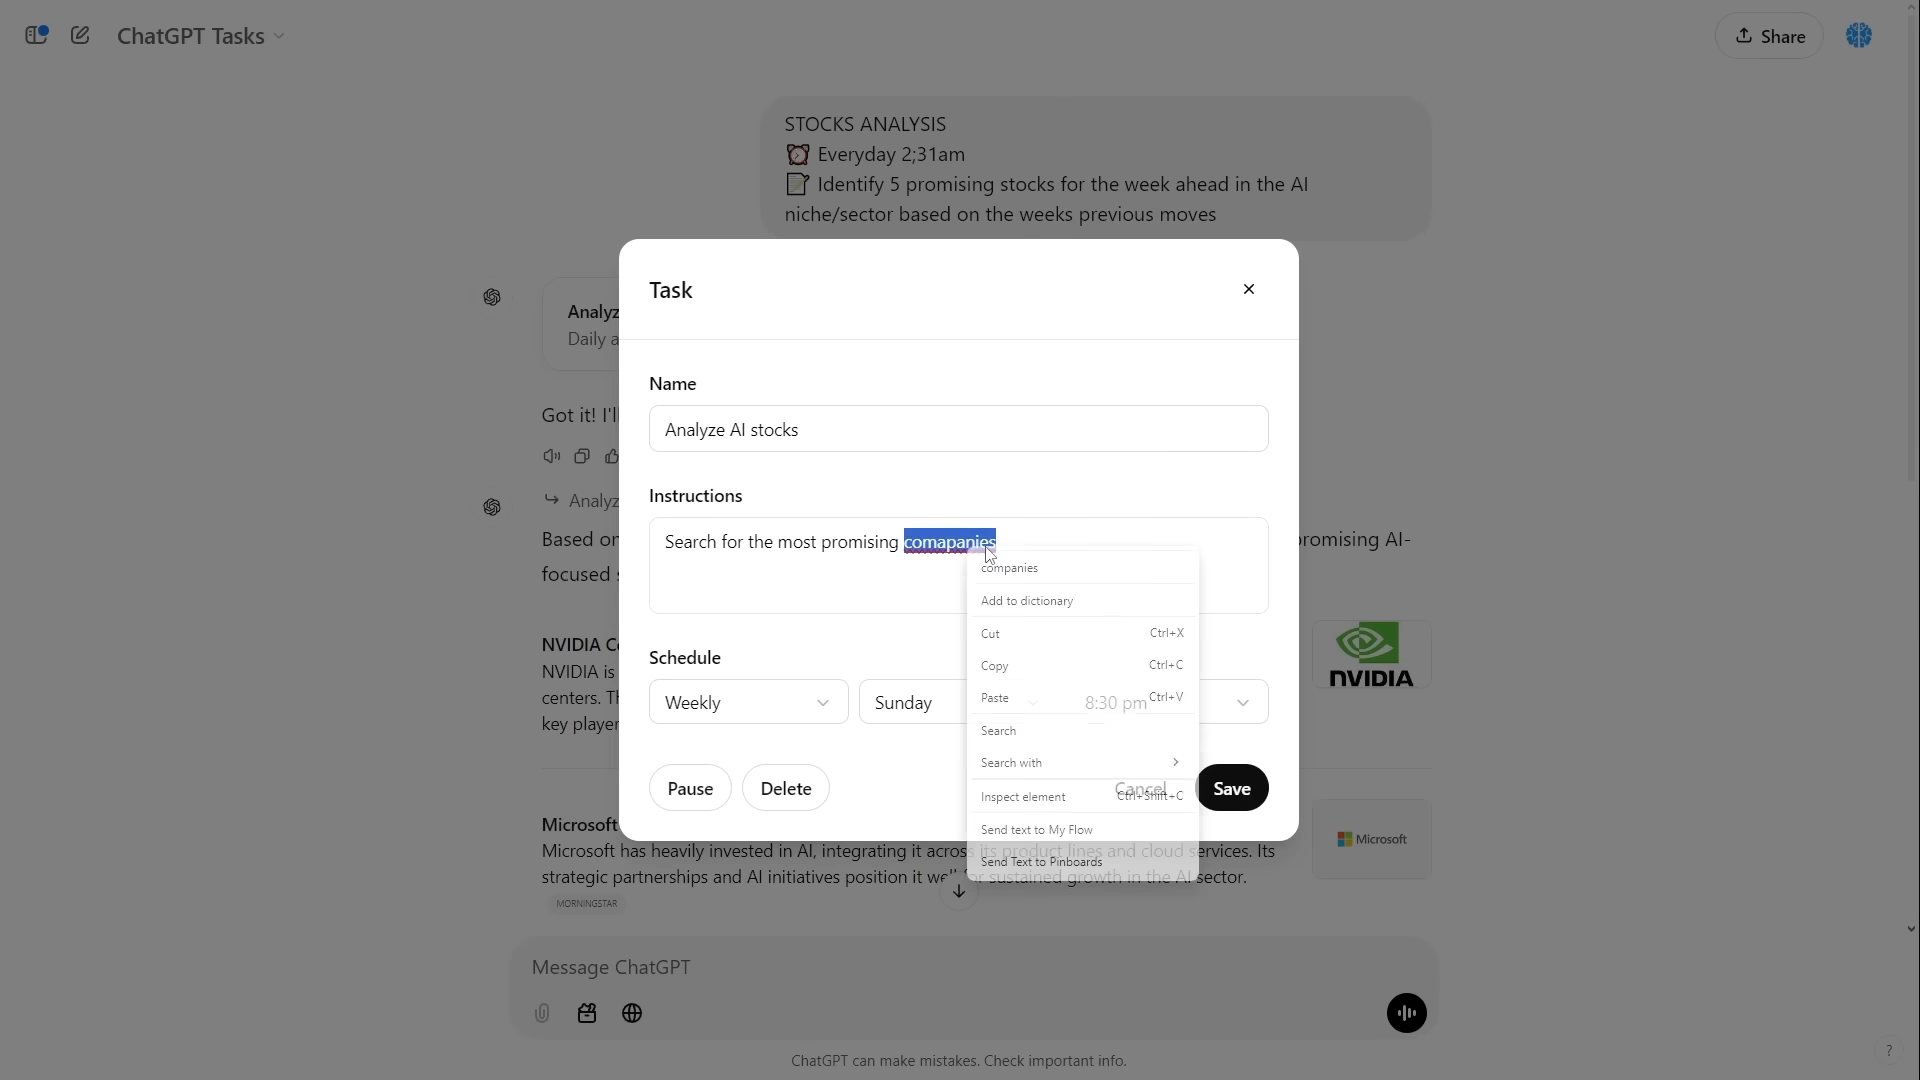 ChatGPT Tasks
Share
STOCKS ANALYSIS
Everyday 2;31am
Identify 5 promising stocks for the week ahead in the AI
niche/sector based on the weeks previous moves
Analyz
Daily a
Got it! I'll
Analyz
Based on
promising AI-
focused s
NVIDIA Co
NVIDIA is
centers. Th
key player
NVIDIA
Task
Name
Analyze AI stocks
Instructions
Search for the most promising comapanies
companies
Add to dictionary
Cut Ctrl+X
Copy Ctrl+C
Paste Ctrl+V
Search
Search with
Inspect element Ctrl+Shift+C
Send text to My Flow
Send Text to Pinboards
Schedule
Weekly
Sunday
8:30 pm
Pause
Delete
Cancel
Save
Microsoft
Microsoft has heavily invested in AI, integrating it across its product lines and cloud services. Its
strategic partnerships and AI initiatives position it well for sustained growth in the AI sector.
MORNINGSTAR
Microsoft
Message ChatGPT
ChatGPT can make mistakes. Check important info.
?